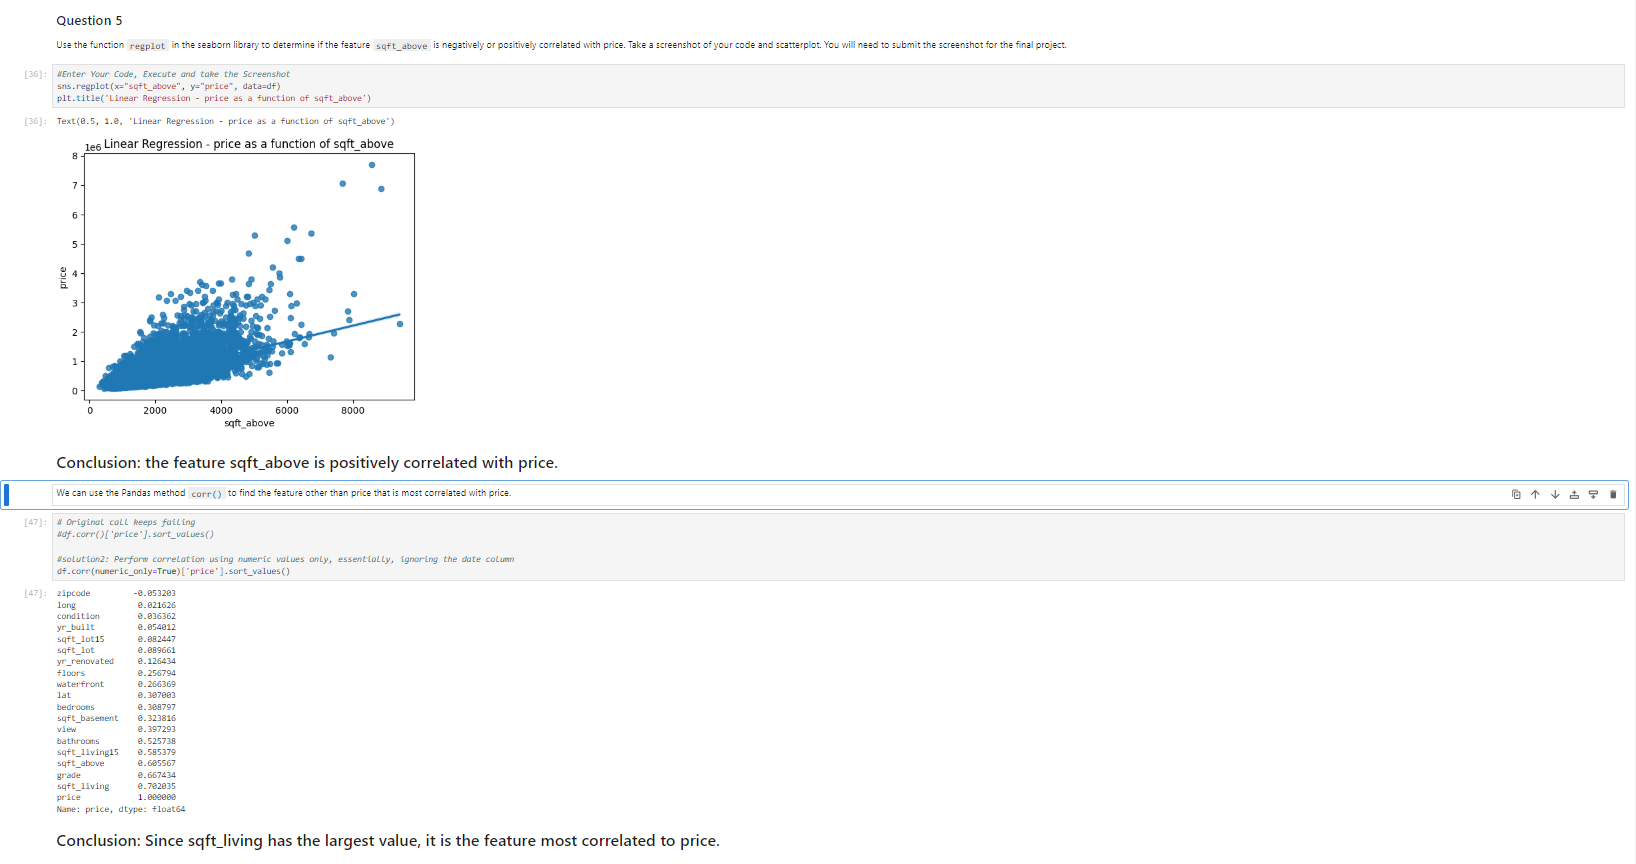 Question 5
Use the function regplot in the seaborn library to determine if the feature sqft_above is negatively or positively correlated with price. Take a screenshot of your code and scatterplot. You will need to submit the screenshot for the final project.
[36]: #Enter Your Code, Execute and take the Screenshot
sns.regplot(x="sqft_above", y="price", data=df)
plt.title('Linear Regression - price as a function of sqft_above')
[36]: Text(0.5, 1.0, 'Linear Regression - price as a function of sqft_above')
1e6 Linear Regression - price as a function of sqft_above
8
7
6
5
4
3
2
1
0
price
0 2000 4000 6000 8000
sqft_above
Conclusion: the feature sqft_above is positively correlated with price.
We can use the Pandas method corr() to find the feature other than price that is most correlated with price.
[47]: # Original call keeps failing
#df.corr()['price'].sort_values()
#solution2: Perform correlation using numeric values only, essentially, ignoring the date column
df.corr(numeric_only=True)['price'].sort_values()
[47]: zipcode -0.053203
long 0.021626
condition 0.036362
yr_built 0.054012
sqft_lot15 0.082447
sqft_lot 0.089661
yr_renovated 0.126434
floors 0.256794
waterfront 0.266369
lat 0.307003
bedrooms 0.308797
sqft_basement 0.323816
view 0.397293
bathrooms 0.525738
sqft_living15 0.585379
sqft_above 0.605567
grade 0.667434
sqft_living 0.702035
price 1.000000
Name: price, dtype: float64
Conclusion: Since sqft_living has the largest value, it is the feature most correlated to price.